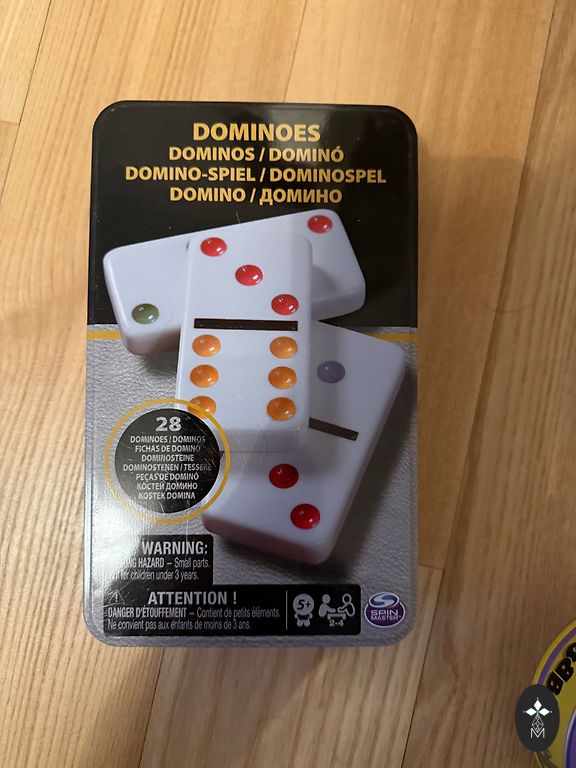 DOMINOES
DOMINOS / DOMINÓ
DOMINO-SPIEL / DOMINOSPEL
DOMINO / ДОМИНО
28
DOMINOES / DOMINOS
FICHAS DE DOMINÓ
DOMINOSTEINE
DOMINOSTENEN / TESSERE
PEÇAS DE DOMINÓ
КОСТЕЙ ДОМИНО
KOSTEK DOMINA
WARNING:
HAZARD – Small parts.
for children under 3 years.
ATTENTION !
DANGER D'ÉTOUFFEMENT – Contient de petits éléments.
Ne convient pas aux enfants de moins de 3 ans.
5+
2-4
SPIN
MASTER
M